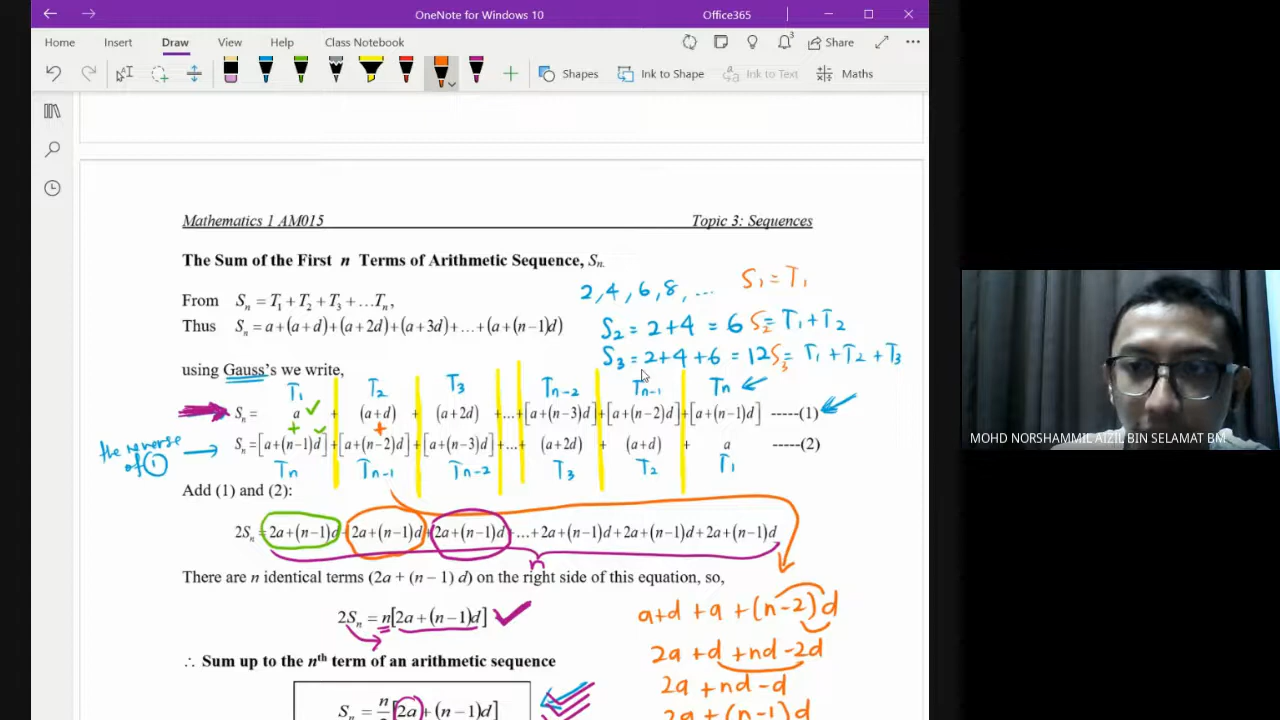 OneNote for Windows 10
Office365
Home Insert Draw View Help Class Notebook
3 Share
Shapes Ink to Shape Ink to Text Maths
Mathematics 1 AM015 Topic 3: Sequences
The Sum of the First n Terms of Arithmetic Sequence, Sn.
2, 4, 6, 8, ... S1 = T1
From Sn = T1 + T2 + T3 + …Tn,
S2 = 2+4 = 6 S2 = T1 + T2
Thus Sn = a + (a + d) + (a + 2d) + (a + 3d) + … + (a + (n − 1)d)
S3 = 2+4+6 = 12 S3 = T1 + T2 + T3
using Gauss's we write,
T1 T2 T3 Tn-2 Tn-1 Tn
Sn = a + (a + d) + (a + 2d) + … + [a + (n − 3)d] + [a + (n − 2)d] + [a + (n − 1)d] -----(1)
+ +
the reverse of ①
Sn = [a + (n − 1)d] + [a + (n − 2)d] + [a + (n − 3)d] + … + (a + 2d) + (a + d) + a -----(2)
Tn Tn-1 Tn-2 T3 T2 T1
Add (1) and (2):
2Sn = 2a + (n − 1)d + 2a + (n − 1)d + 2a + (n − 1)d + … + 2a + (n − 1)d + 2a + (n − 1)d + 2a + (n − 1)d
n
There are n identical terms (2a + (n − 1) d) on the right side of this equation, so,
a+d + a + (n-2)d
2Sn = n[2a + (n − 1)d]
2a + d + nd - 2d
∴ Sum up to the nth term of an arithmetic sequence
2a + nd - d
Sn = n/2[2a + (n − 1)d]
2a + (n-1)d
MOHD NORSHAMMIL AIZIL BIN SELAMAT BM